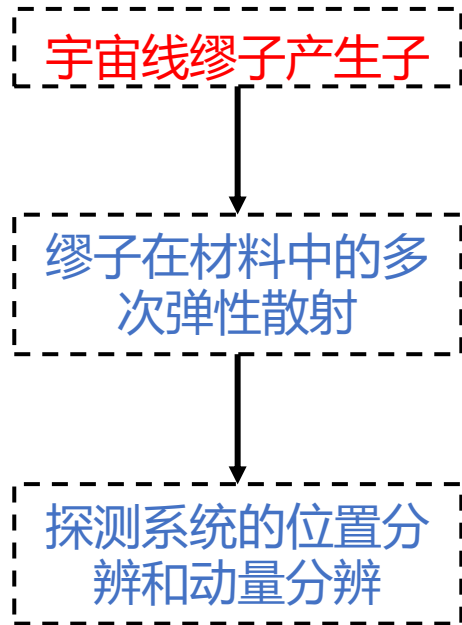 宇宙线缪子产生子
缪子在材料中的多
次弹性散射
探测系统的位置分
辨和动量分辨